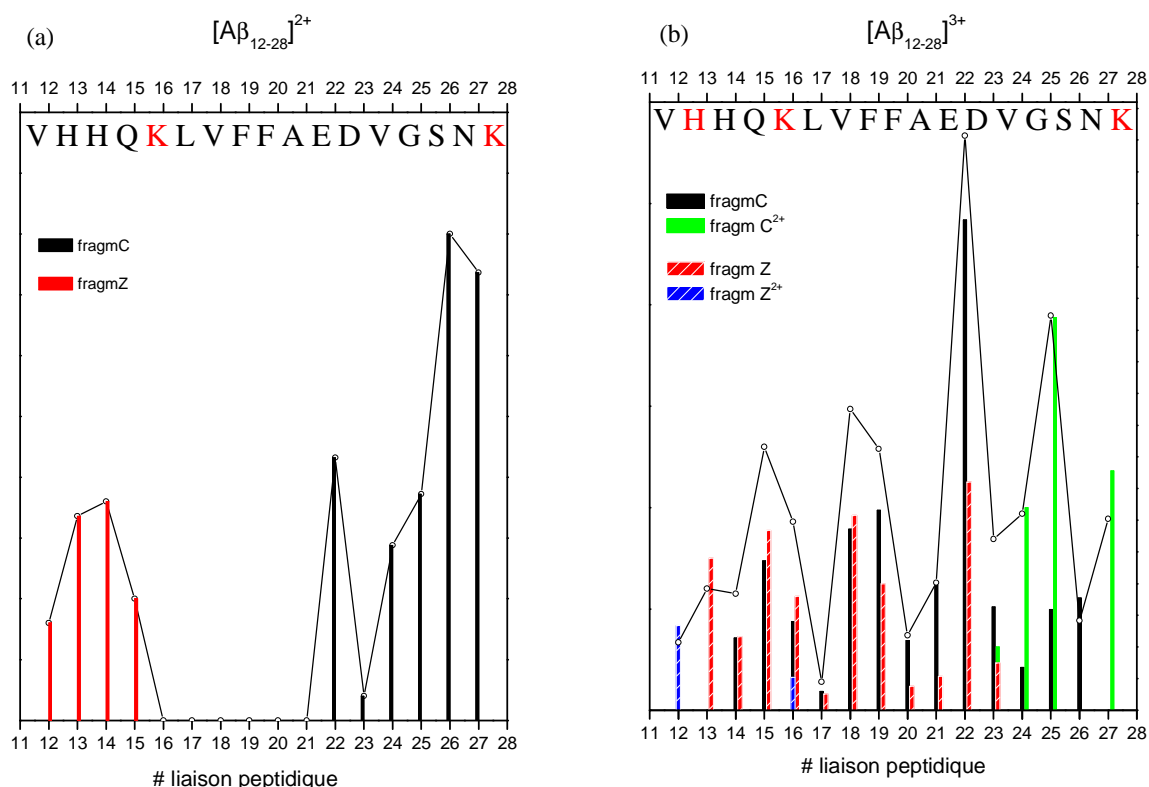 (a)
[Aβ12-28]2+
11 12 13 14 15 16 17 18 19 20 21 22 23 24 25 26 27 28
V H H Q K L V F F A E D V G S N K
fragmC
fragmZ
11 12 13 14 15 16 17 18 19 20 21 22 23 24 25 26 27 28
# liaison peptidique
(b)
[Aβ12-28]3+
11 12 13 14 15 16 17 18 19 20 21 22 23 24 25 26 27 28
V H H Q K L V F F A E D V G S N K
fragmC
fragm C2+
fragm Z
fragm Z2+
11 12 13 14 15 16 17 18 19 20 21 22 23 24 25 26 27 28
# liaison peptidique